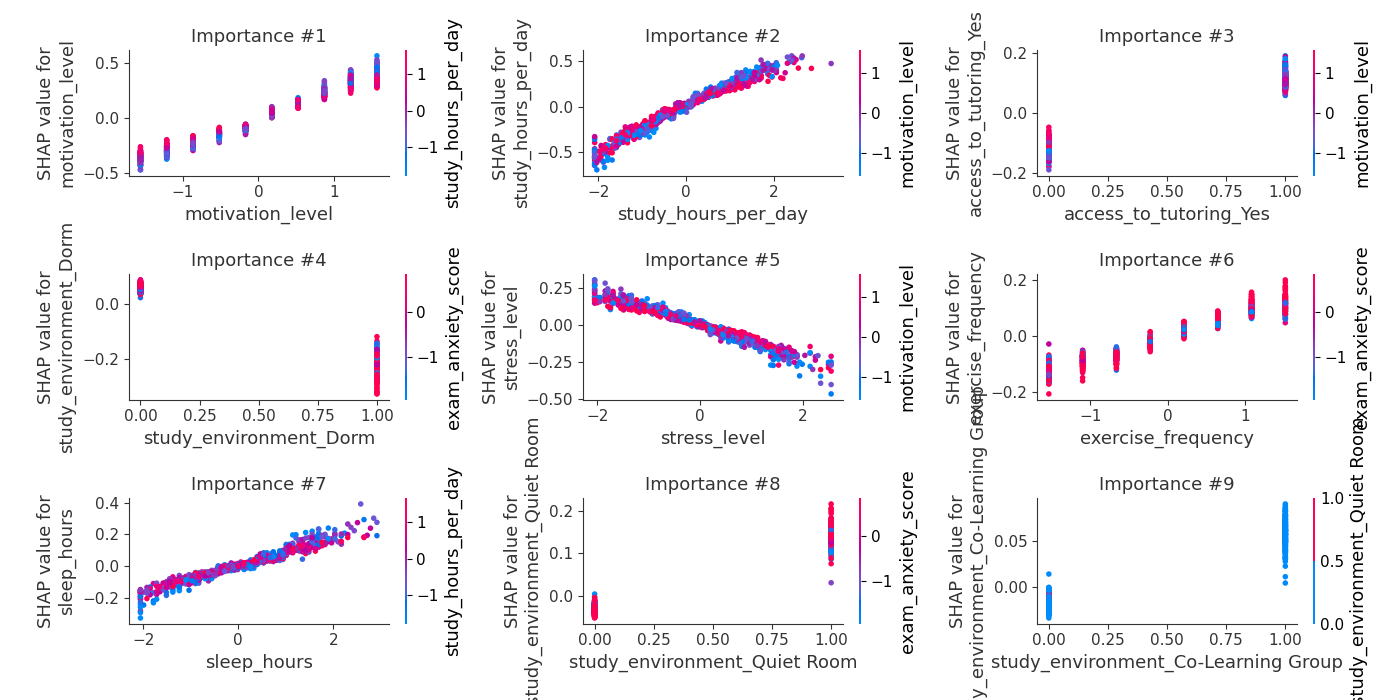 Importance #1
SHAP value for
motivation_level
0.5
0.0
−0.5
−1
0
1
motivation_level
1
0
−1
study_hours_per_day
Importance #2
SHAP value for
study_hours_per_day
0.5
0.0
−0.5
−2
0
2
study_hours_per_day
1
0
−1
motivation_level
Importance #3
SHAP value for
access_to_tutoring_Yes
0.2
0.0
−0.2
0.00
0.25
0.50
0.75
1.00
access_to_tutoring_Yes
1
0
−1
motivation_level
Importance #4
SHAP value for
study_environment_Dorm
0.0
−0.2
0.00
0.25
0.50
0.75
1.00
study_environment_Dorm
0
−1
exam_anxiety_score
Importance #5
SHAP value for
stress_level
0.25
0.00
−0.25
−0.50
−2
0
2
stress_level
1
0
−1
motivation_level
Importance #6
SHAP value for
exercise_frequency
0.2
0.0
−0.2
−1
0
1
exercise_frequency
0
−1
exam_anxiety_score
Importance #7
SHAP value for
sleep_hours
0.4
0.2
0.0
−0.2
−2
0
2
sleep_hours
1
0
−1
study_hours_per_day
Importance #8
SHAP value for
study_environment_Quiet Room
0.2
0.1
0.0
0.00
0.25
0.50
0.75
1.00
study_environment_Quiet Room
0
−1
exam_anxiety_score
Importance #9
SHAP value for
y_environment_Co-Learning Group
0.05
0.00
0.00
0.25
0.50
0.75
1.00
study_environment_Co-Learning Group
1.0
0.5
0.0
study_environment_Quiet Room